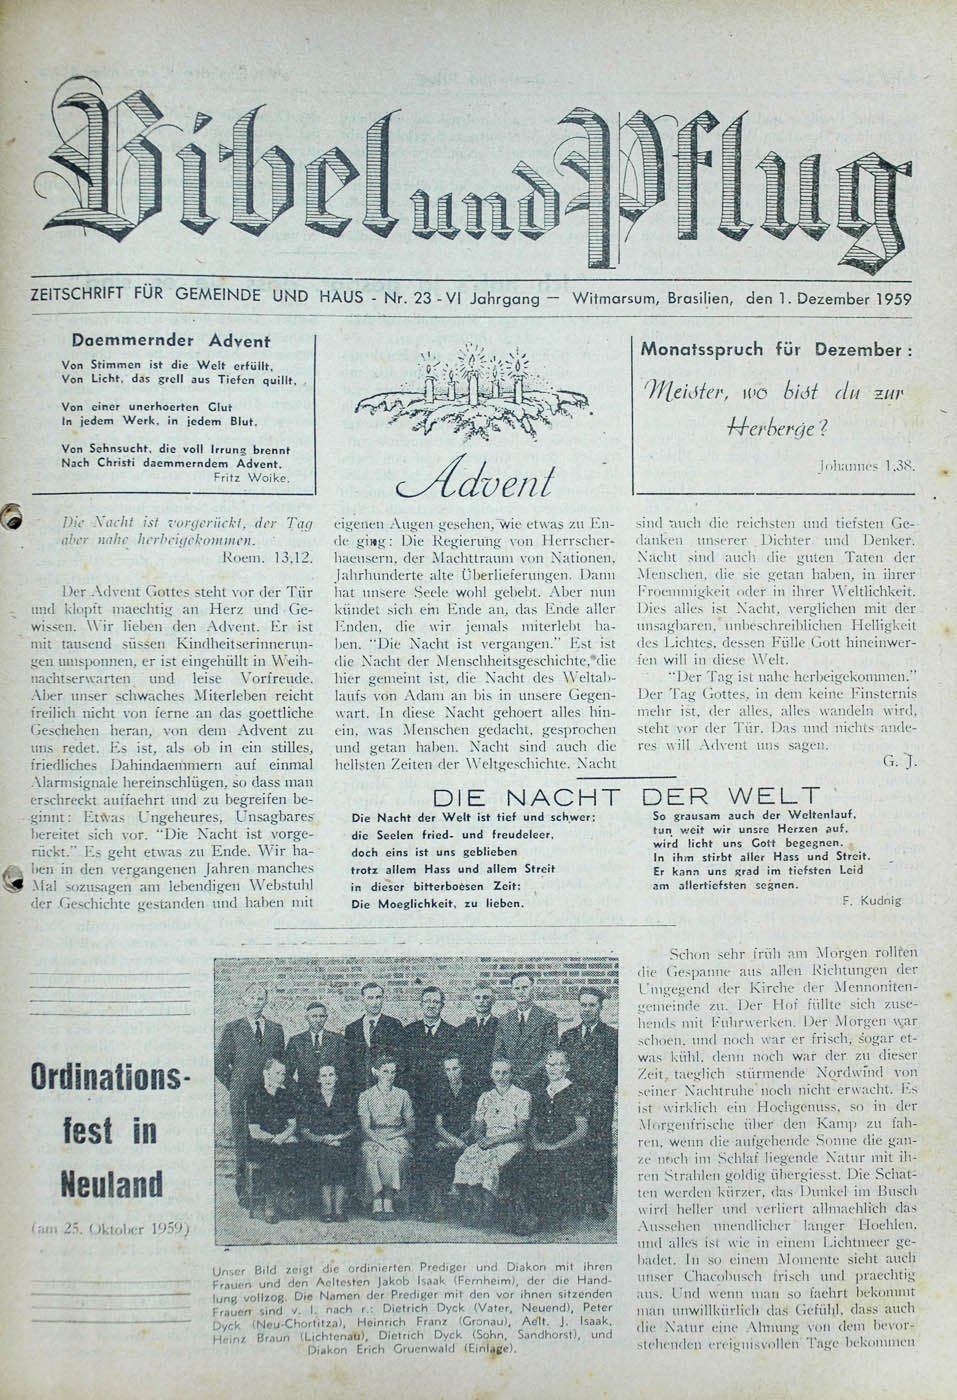 Bibel und Pflug
ZEITSCHRIFT FÜR GEMEINDE UND HAUS - Nr. 23 - VI Jahrgang — Witmarsum, Brasilien, den 1. Dezember 1959
Daemmernder Advent
Von Stimmen ist die Welt erfüllt,
Von Licht, das grell aus Tiefen quillt,
Von einer unerhoerten Glut
In jedem Werk, in jedem Blut,
Von Sehnsucht, die voll Irrung brennt
Nach Christi daemmerndem Advent.
Fritz Woike.
Advent
Monatsspruch für Dezember:
Meister, wo bist du zur
Herberge?
Johannes 1,38.
Die Nacht ist vorgerückt, der Tag
aber nahe herbeigekommen.
Roem. 13,12.
Der Advent Gottes steht vor der Tür
und klopft maechtig an Herz und Ge-
wissen. Wir lieben den Advent. Er ist
mit tausend süssen Kindheitserinnerun-
gen umsponnen, er ist eingehüllt in Weih-
nachtserwarten und leise Vorfreude.
Aber unser schwaches Miterleben reicht
freilich nicht von ferne an das goettliche
Geschehen heran, von dem Advent zu
uns redet. Es ist, als ob in ein stilles,
friedliches Dahindaemmern auf einmal
Alarmsignale hereinschlügen, so dass man
erschreckt auffaehrt und zu begreifen be-
ginnt: Etwas Ungeheures, Unsagbares
bereitet sich vor. "Die Nacht ist vorge-
rückt." Es geht etwas zu Ende. Wir ha-
ben in den vergangenen Jahren manches
Mal sozusagen am lebendigen Webstuhl
der Geschichte gestanden und haben mit
eigenen Augen gesehen, wie etwas zu En-
de ging: Die Regierung von Herrscher-
haeusern, der Machttraum von Nationen,
Jahrhunderte alte Überlieferungen. Dann
hat unsere Seele wohl gebebt. Aber nun
kündet sich ein Ende an, das Ende aller
Enden, die wir jemals miterlebt ha-
ben. "Die Nacht ist vergangen." Est ist
die Nacht der Menschheitsgeschichte, die
hier gemeint ist, die Nacht des Weltab-
laufs von Adam an bis in unsere Gegen-
wart. In diese Nacht gehoert alles hin-
ein, was Menschen gedacht, gesprochen
und getan haben. Nacht sind auch die
hellsten Zeiten der Weltgeschichte. Nacht
sind auch die reichsten und tiefsten Ge-
danken unserer Dichter und Denker.
Nacht sind auch die guten Taten der
Menschen, die sie getan haben, in ihrer
Froemmigkeit oder in ihrer Weltlichkeit.
Dies alles ist Nacht, verglichen mit der
unsagbaren, unbeschreiblichen Helligkeit
des Lichtes, dessen Fülle Gott hineinwer-
fen will in diese Welt.
"Der Tag ist nahe herbeigekommen."
Der Tag Gottes, in dem keine Finsternis
mehr ist, der alles, alles wandeln wird,
steht vor der Tür. Das und nichts ande-
res will Advent uns sagen.
G. J.
DIE NACHT DER WELT
Die Nacht der Welt ist tief und schwer;
die Seelen fried- und freudeleer,
doch eins ist uns geblieben
trotz allem Hass und allem Streit
in dieser bitterboesen Zeit:
Die Moeglichkeit, zu lieben.
So grausam auch der Weltenlauf,
tun weit wir unsre Herzen auf,
wird licht uns Gott begegnen.
In ihm stirbt aller Hass und Streit.
Er kann uns grad im tiefsten Leid
am allertiefsten segnen.
F. Kudnig
Ordinations-
fest in
Neuland
(am 25. Oktober 1959)
Unser Bild zeigt die ordinierten Prediger und Diakon mit ihren
Frauen und den Aeltesten Jakob Isaak (Fernheim), der die Hand-
lung vollzog. Die Namen der Prediger mit den vor ihnen sitzenden
Frauen sind v. l. nach r.: Dietrich Dyck (Vater, Neuend), Peter
Dyck (Neu-Chortitza), Heinrich Franz (Gronau), Aelt. J. Isaak,
Heinz Braun (Lichtenau), Dietrich Dyck (Sohn, Sandhorst), und
Diakon Erich Gruenwald (Einlage).
Schon sehr früh am Morgen rollten
die Gespanne aus allen Richtungen der
Umgegend der Kirche der Mennoniten-
gemeinde zu. Der Hof füllte sich zuse-
hends mit Fuhrwerken. Der Morgen war
schoen, und noch war er frisch, sogar et-
was kühl, denn noch war der zu dieser
Zeit taeglich stürmende Nordwind von
seiner Nachtruhe noch nicht erwacht. Es
ist wirklich ein Hochgenuss, so in der
Morgenfrische über den Kamp zu fah-
ren, wenn die aufgehende Sonne die gan-
ze noch im Schlaf liegende Natur mit ih-
ren Strahlen goldig übergiesst. Die Schat-
ten werden kürzer, das Dunkel im Busch
wird heller und verliert allmaehlich das
Aussehen unendlicher langer Hoehlen,
und alles ist wie in einem Lichtmeer ge-
badet. In so einem Momente sieht auch
unser Chacobusch frisch und praechtig
aus. Und wenn man so faehrt bekommt
man unwillkürlich das Gefühl, dass auch
die Natur eine Ahnung von dem bevor-
stehenden ereignisvollen Tage bekommen